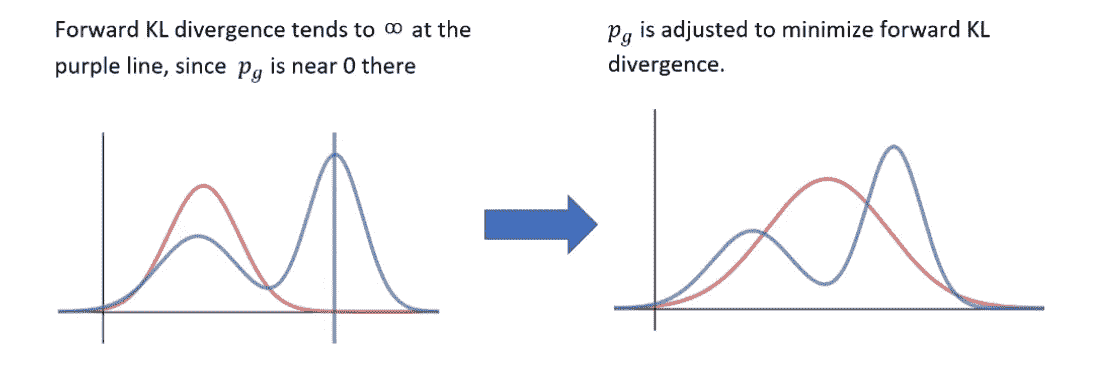 Forward KL divergence tends to ∞ at the
purple line, since p_g is near 0 there
p_g is adjusted to minimize forward KL
divergence.